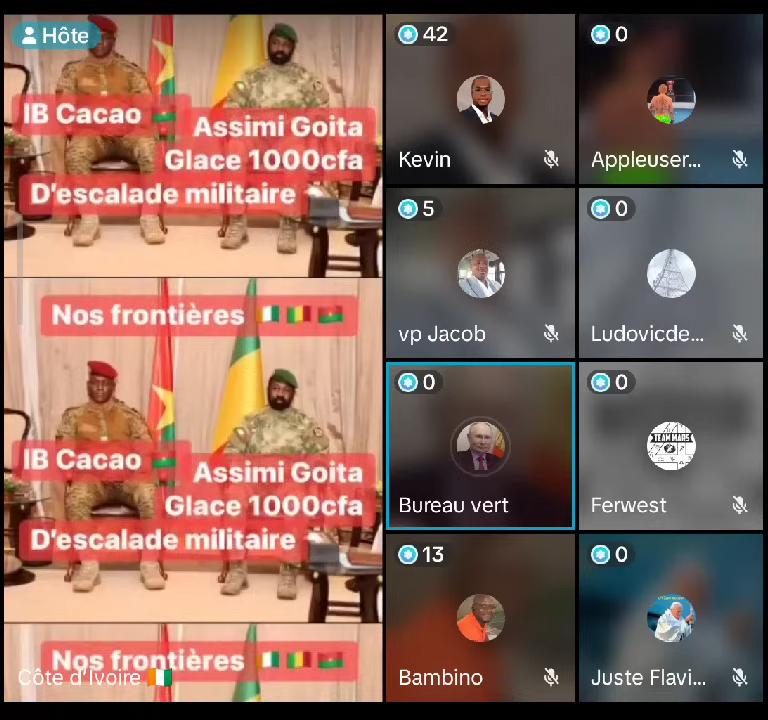 Hôte
IB Cacao
Assimi Goita
Glace 1000cfa
D'escalade militaire
Nos frontières
IB Cacao
Assimi Goita
Glace 1000cfa
D'escalade militaire
Nos frontières
Côte d'Ivoire
42
Kevin
0
Appleuser...
5
vp Jacob
0
Ludovicde...
0
Bureau vert
0
TEAM MARS
Ferwest
13
Bambino
0
Juste Flavi...